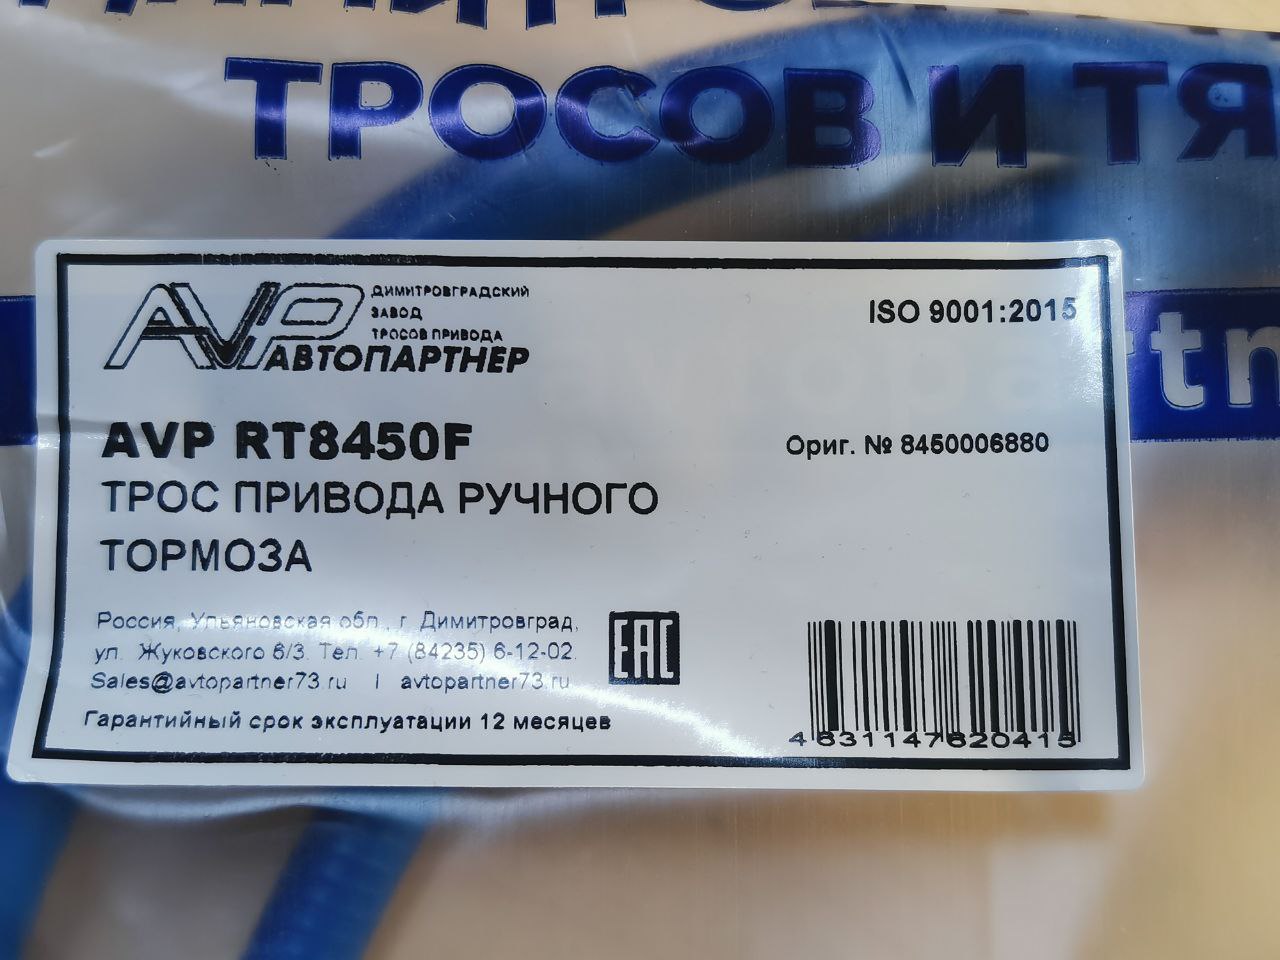 ТРОСОВ И ТЯ
ДИМИТРОВГРАДСКИЙ
ЗАВОД
ТРОСОВ ПРИВОДА
AVP
АВТОПАРТНЕР
ISO 9001:2015
AVP RT8450F
Ориг. № 8450006880
ТРОС ПРИВОДА РУЧНОГО
ТОРМОЗА
Россия, Ульяновская обл., г. Димитровград,
ул. Жуковского 6/3. Тел. +7 (84235) 6-12-02.
Sales@avtopartner73.ru | avtopartner73.ru
EAC
Гарантийный срок эксплуатации 12 месяцев
4631147620415
tn